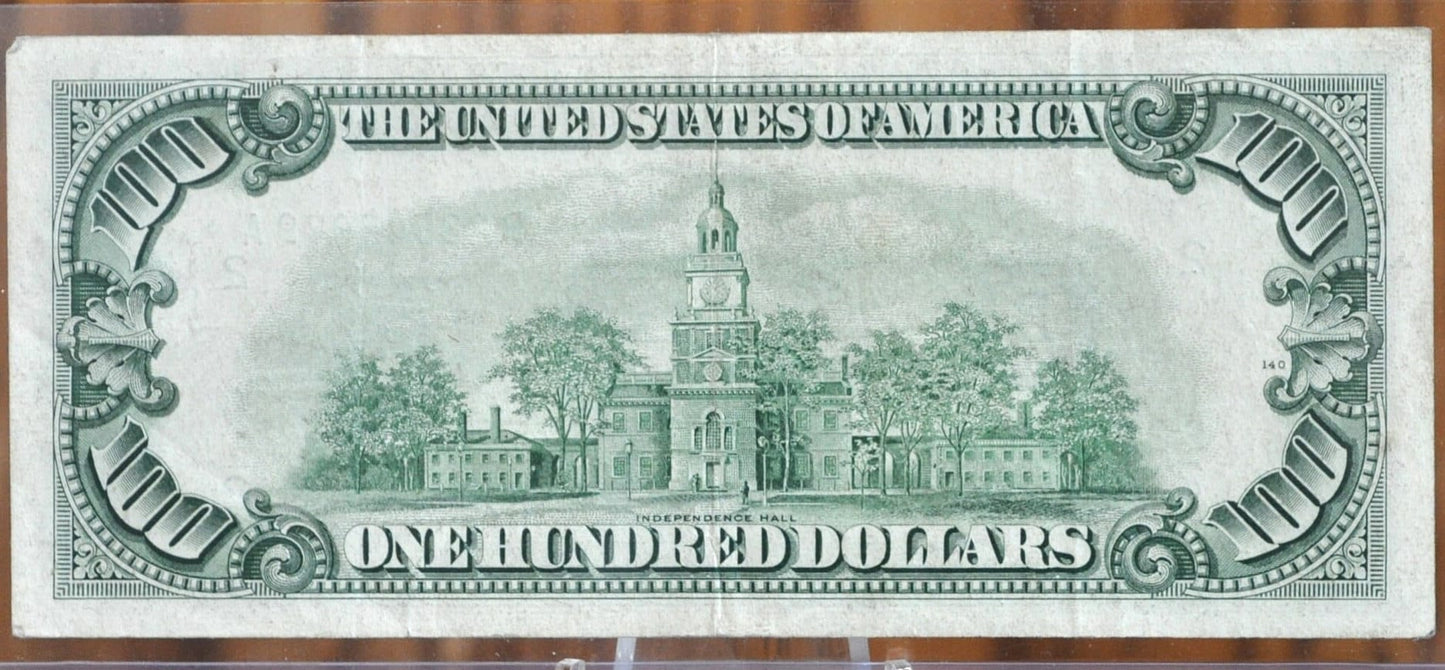 THE UNITED STATES OF AMERICA
100
100
140
100
100
INDEPENDENCE HALL
ONE HUNDRED DOLLARS